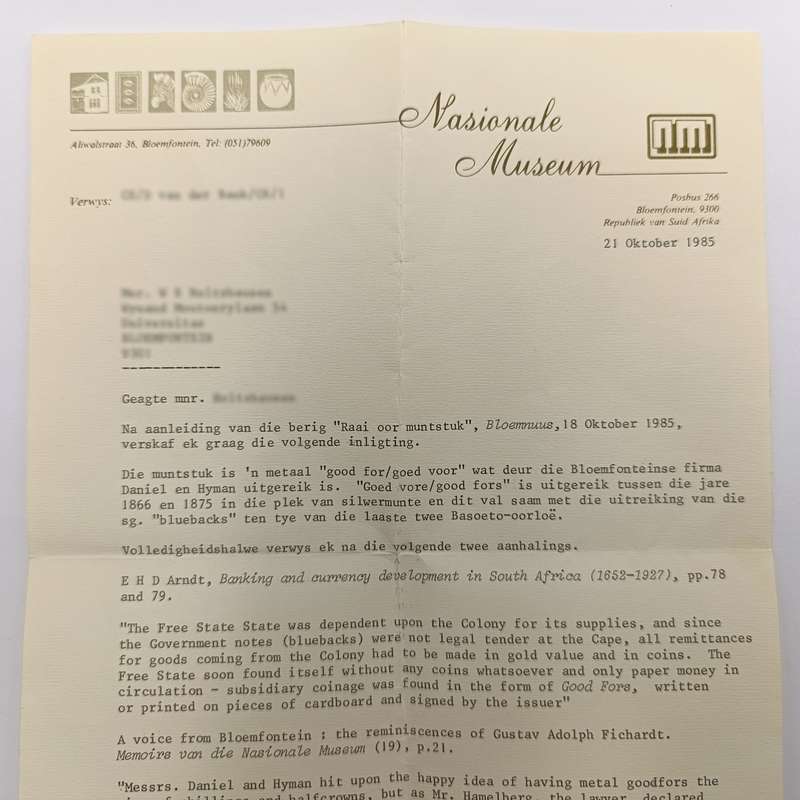 Nasionale
Museum
nm
Aliwalstraat 36, Bloemfontein, Tel: (051)79609
Verwys:
Posbus 266
Bloemfontein, 9300
Republiek van Suid Afrika
21 Oktober 1985
Geagte mnr.
Na aanleiding van die berig "Raai oor muntstuk", Bloemnuus,18 Oktober 1985,
verskaf ek graag die volgende inligting.
Die muntstuk is 'n metaal "good for/goed voor" wat deur die Bloemfonteinse firma
Daniel en Hyman uitgereik is. "Goed vore/good fors" is uitgereik tussen die jare
1866 en 1875 in die plek van silwermunte en dit val saam met die uitreiking van die
sg. "bluebacks" ten tye van die laaste twee Basoeto-oorloë.
Volledigheidshalwe verwys ek na die volgende twee aanhalings.
E H D Arndt, Banking and currency development in South Africa (1652-1927), pp.78
and 79.
"The Free State State was dependent upon the Colony for its supplies, and since
the Government notes (bluebacks) were not legal tender at the Cape, all remittances
for goods coming from the Colony had to be made in gold value and in coins. The
Free State soon found itself without any coins whatsoever and only paper money in
circulation - subsidiary coinage was found in the form of Good Fors, written
or printed on pieces of cardboard and signed by the issuer"
A voice from Bloemfontein : the reminiscences of Gustav Adolph Fichardt.
Memoirs van die Nasionale Museum (19), p.21.
"Messrs. Daniel and Hyman hit upon the happy idea of having metal goodfors the
halfcrowns, but as Mr. Hamelberg, the lawyer, declared